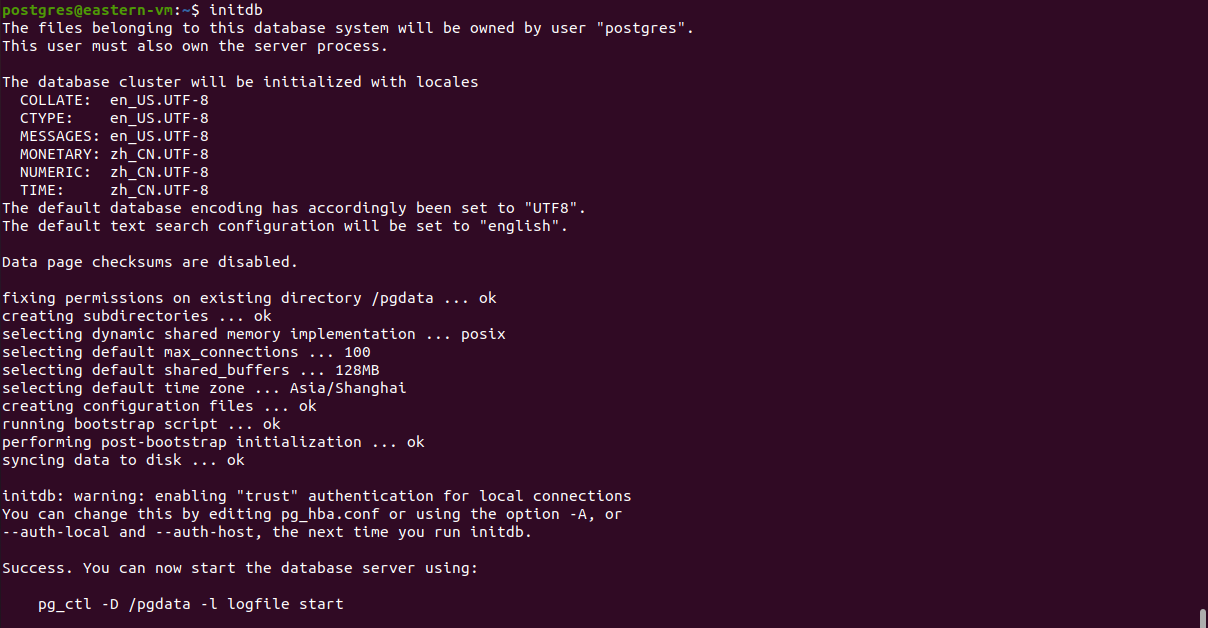 postgres@eastern-vm:~$ initdb
The files belonging to this database system will be owned by user "postgres".
This user must also own the server process.

The database cluster will be initialized with locales
  COLLATE:  en_US.UTF-8
  CTYPE:    en_US.UTF-8
  MESSAGES: en_US.UTF-8
  MONETARY: zh_CN.UTF-8
  NUMERIC:  zh_CN.UTF-8
  TIME:     zh_CN.UTF-8
The default database encoding has accordingly been set to "UTF8".
The default text search configuration will be set to "english".

Data page checksums are disabled.

fixing permissions on existing directory /pgdata ... ok
creating subdirectories ... ok
selecting dynamic shared memory implementation ... posix
selecting default max_connections ... 100
selecting default shared_buffers ... 128MB
selecting default time zone ... Asia/Shanghai
creating configuration files ... ok
running bootstrap script ... ok
performing post-bootstrap initialization ... ok
syncing data to disk ... ok

initdb: warning: enabling "trust" authentication for local connections
You can change this by editing pg_hba.conf or using the option -A, or
--auth-local and --auth-host, the next time you run initdb.

Success. You can now start the database server using:

    pg_ctl -D /pgdata -l logfile start